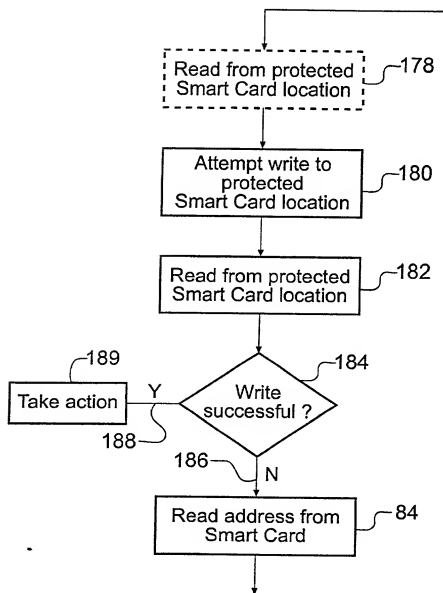 Read from protected
Smart Card location
178
Attempt write to
protected
Smart Card location
180
Read from protected
Smart Card location
182
184
189
Take action
Y
188
Write
successful ?
186
N
Read address from
Smart Card
84